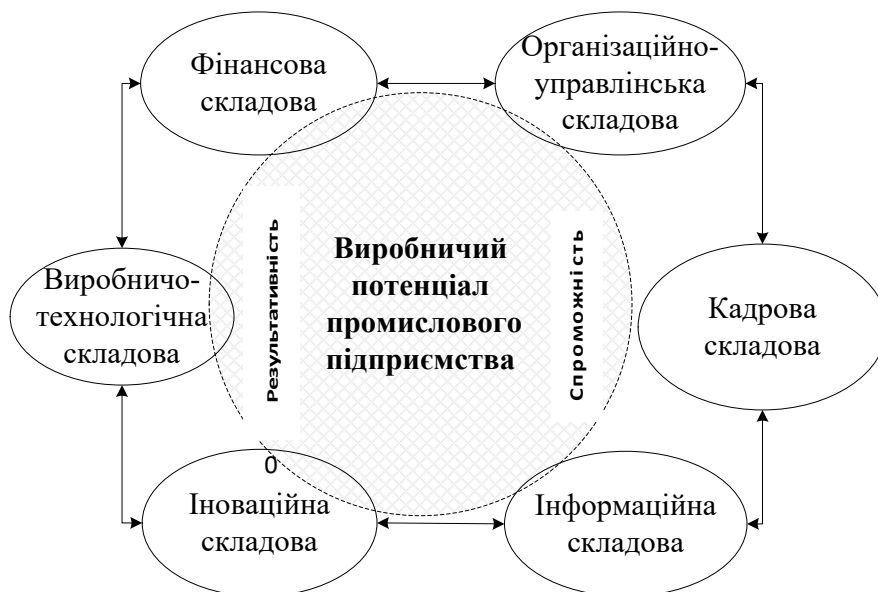 Фінансова
складова
Організаційно-
управлінська
складова
Виробничо-
технологічна
складова
Результативність
Виробничий
потенціал
промислового
підприємства
Спроможність
Кадрова
складова
0
Іноваційна
складова
Інформаційна
складова